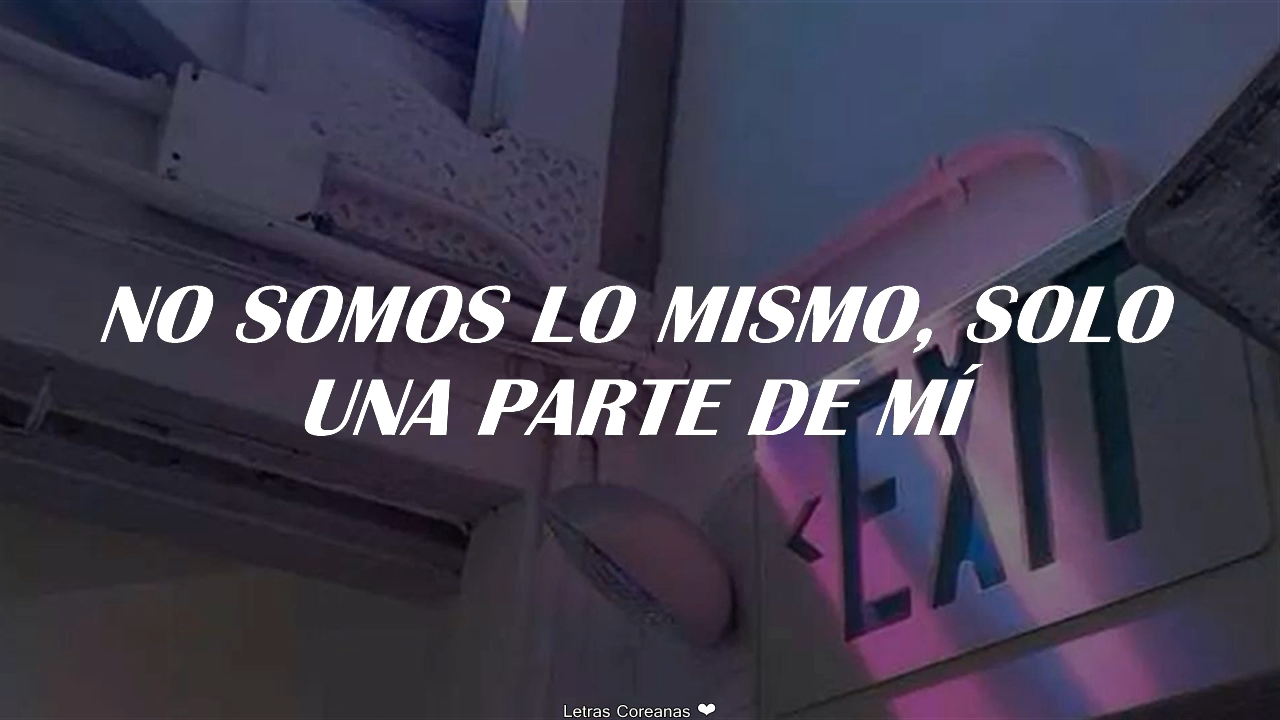 NO SOMOS LO MISMO, SOLO
UNA PARTE DE MÍ
<EXIT
Letras Coreanas ❤